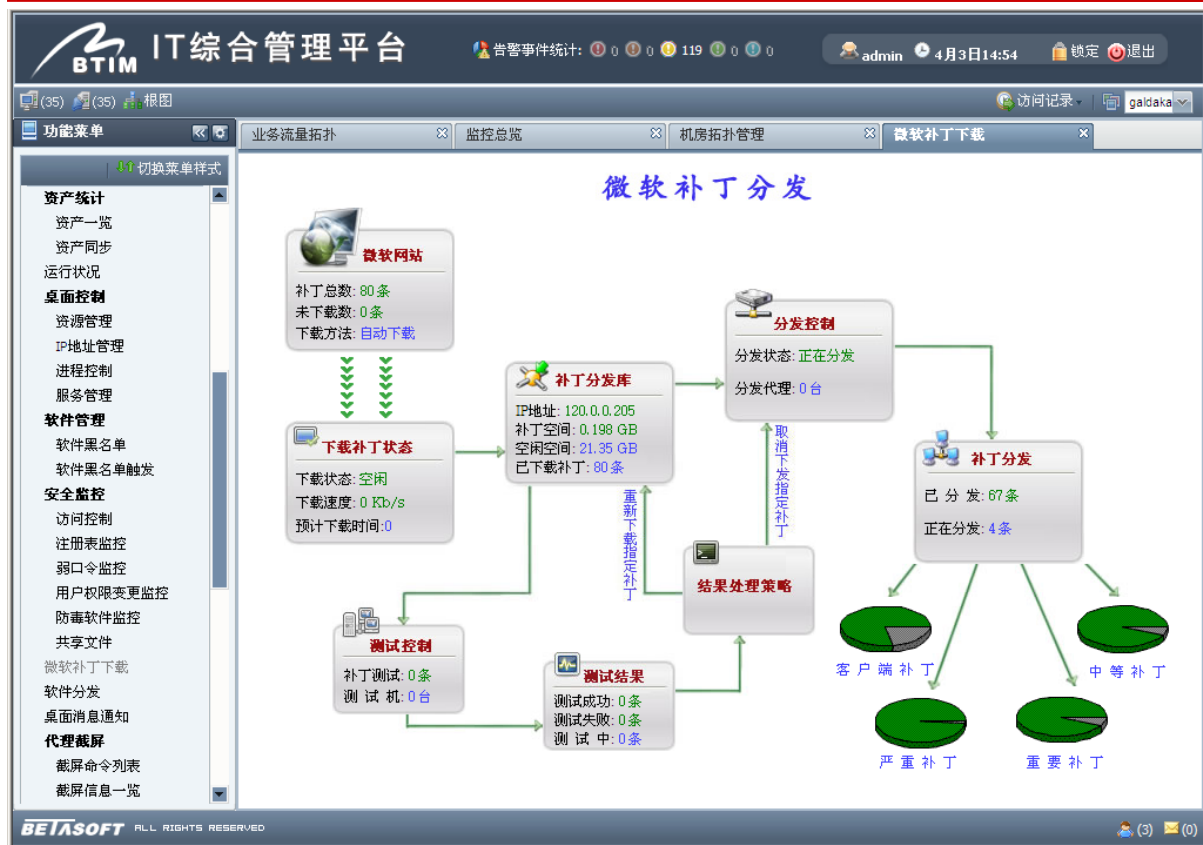 BTIM IT综合管理平台
告警事件统计: 0 0 119 0 0
admin 4月3日14:54 锁定 退出
(35) (35) 根图
访问记录 galdaka
功能菜单
业务流量拓扑 监控总览 机房拓扑管理 微软补丁下载
切换菜单样式
资产统计
资产一览
资产同步
运行状况
桌面控制
资源管理
IP地址管理
进程控制
服务管理
软件管理
软件黑名单
软件黑名单触发
安全监控
访问控制
注册表监控
弱口令监控
用户权限变更监控
防毒软件监控
共享文件
微软补丁下载
软件分发
桌面消息通知
代理截屏
截屏命令列表
截屏信息一览
微软补丁分发
微软网站
补丁总数: 80条
未下载数: 0条
下载方法: 自动下载
下载补丁状态
下载状态: 空闲
下载速度: 0 Kb/s
预计下载时间:0
补丁分发库
IP地址: 120.0.0.205
补丁空间: 0.198 GB
空闲空间: 21.35 GB
已下载补丁: 80条
分发控制
分发状态: 正在分发
分发代理: 0台
取消下发指定补丁
重新下载指定补丁
补丁分发
已 分 发: 67条
正在分发: 4条
结果处理策略
测试控制
补丁测试: 0条
测 试 机: 0台
测试结果
测试成功: 0条
测试失败: 0条
测 试 中: 0条
客户端补丁
中等补丁
严重补丁
重要补丁
BETASOFT ALL RIGHTS RESERVED
(3) (0)